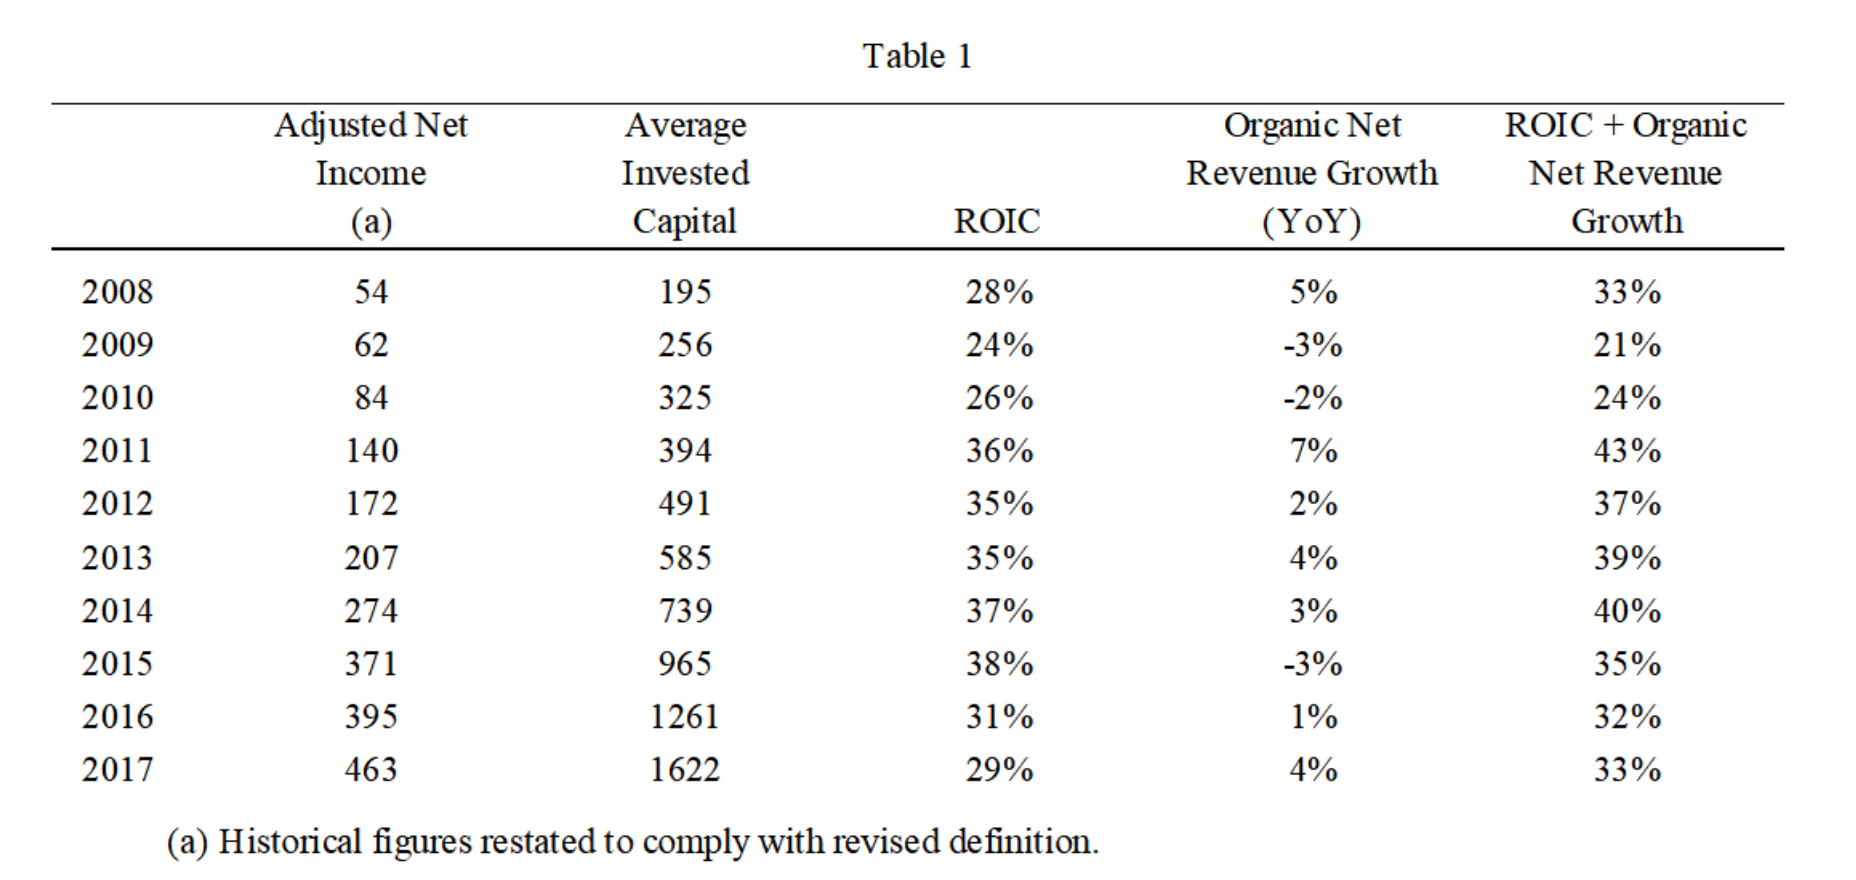 Table 1
Adjusted Net Average Organic Net ROIC + Organic
Income Invested Revenue Growth Net Revenue
(a) Capital ROIC (YoY) Growth
2008 54 195 28% 5% 33%
2009 62 256 24% -3% 21%
2010 84 325 26% -2% 24%
2011 140 394 36% 7% 43%
2012 172 491 35% 2% 37%
2013 207 585 35% 4% 39%
2014 274 739 37% 3% 40%
2015 371 965 38% -3% 35%
2016 395 1261 31% 1% 32%
2017 463 1622 29% 4% 33%
(a) Historical figures restated to comply with revised definition.